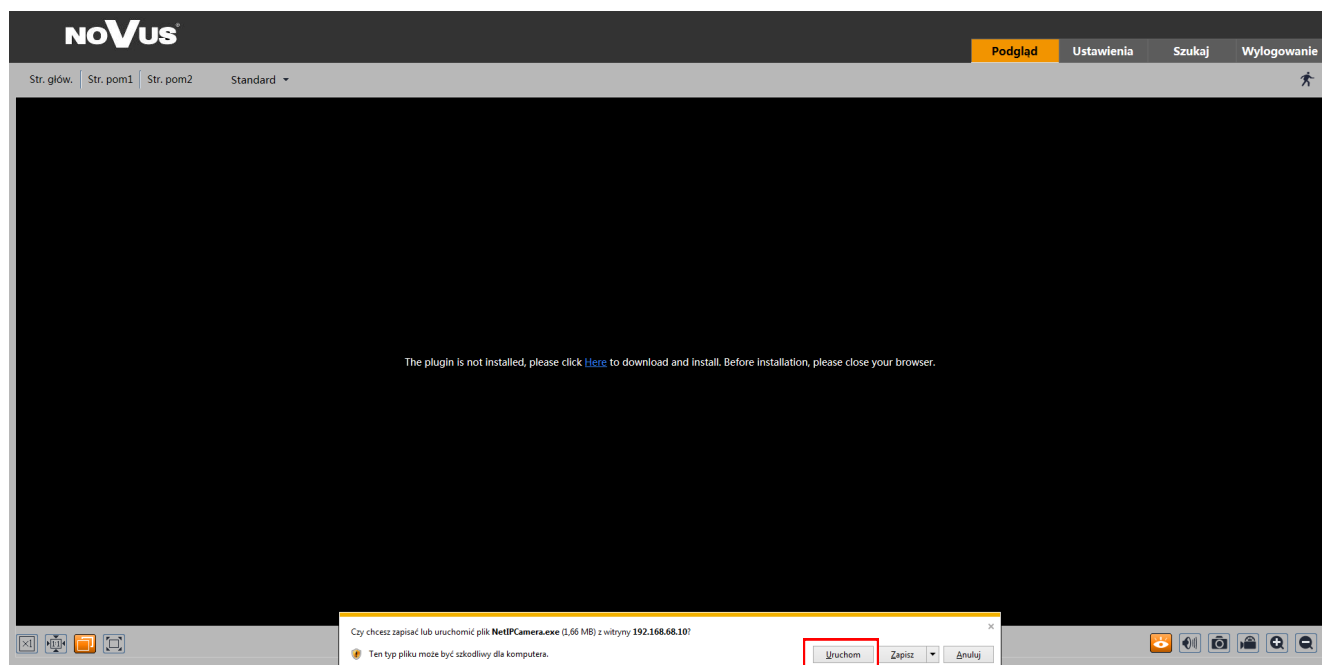 NOVUS®
Podgląd Ustawienia Szukaj Wylogowanie
Str. głów. Str. pom1 Str. pom2 Standard
The plugin is not installed, please click Here to download and install. Before installation, please close your browser.
Czy chcesz zapisać lub uruchomić plik NetIPCamera.exe (1,66 MB) z witryny 192.168.68.10?
Ten typ pliku może być szkodliwy dla komputera.
Uruchom Zapisz Anuluj
×1 1:1